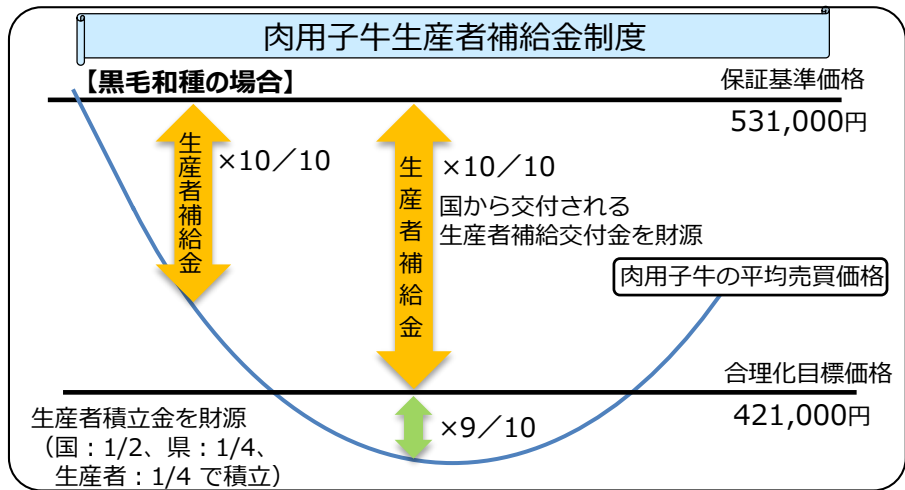 肉用子牛生産者補給金制度
【黒毛和種の場合】
保証基準価格
531,000円
生産者補給金
×10／10
生産者補給金
×10／10
国から交付される
生産者補給交付金を財源
肉用子牛の平均売買価格
合理化目標価格
421,000円
生産者積立金を財源
（国：1/2、県：1/4、
生産者：1/4 で積立）
×9／10